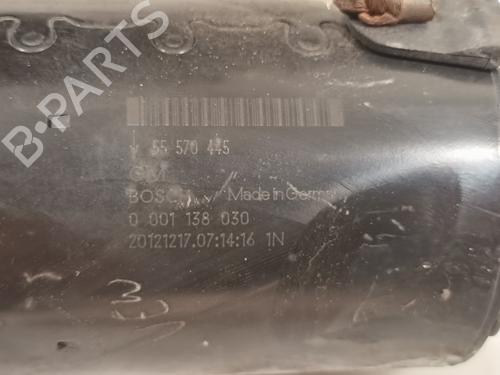 B-PARTS
55 570 445
GM
BOSCH Made in Germany
0 001 138 030
20121217.07:14:16 1N